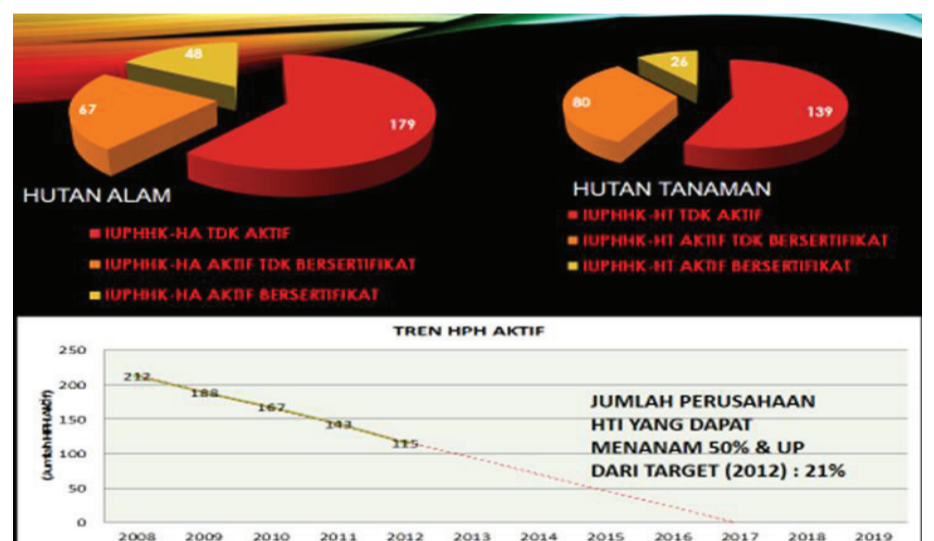 48
67
179
HUTAN ALAM
IUPHHK-HA TDK AKTIF
IUPHHK-HA AKTIF TDK BERSERTIFIKAT
IUPHHK-HA AKTIF BERSERTIFIKAT
26
80
139
HUTAN TANAMAN
IUPHHK-HT TDK AKTIF
IUPHHK-HT AKTIF TDK BERSERTIFIKAT
IUPHHK-HT AKTIF BERSERTIFIKAT
TREN HPH AKTIF
(Jumlah HPH Aktif)
250
200
150
100
50
0
212
188
167
143
115
JUMLAH PERUSAHAAN
HTI YANG DAPAT
MENANAM 50% & UP
DARI TARGET (2012) : 21%
2008 2009 2010 2011 2012 2013 2014 2015 2016 2017 2018 2019